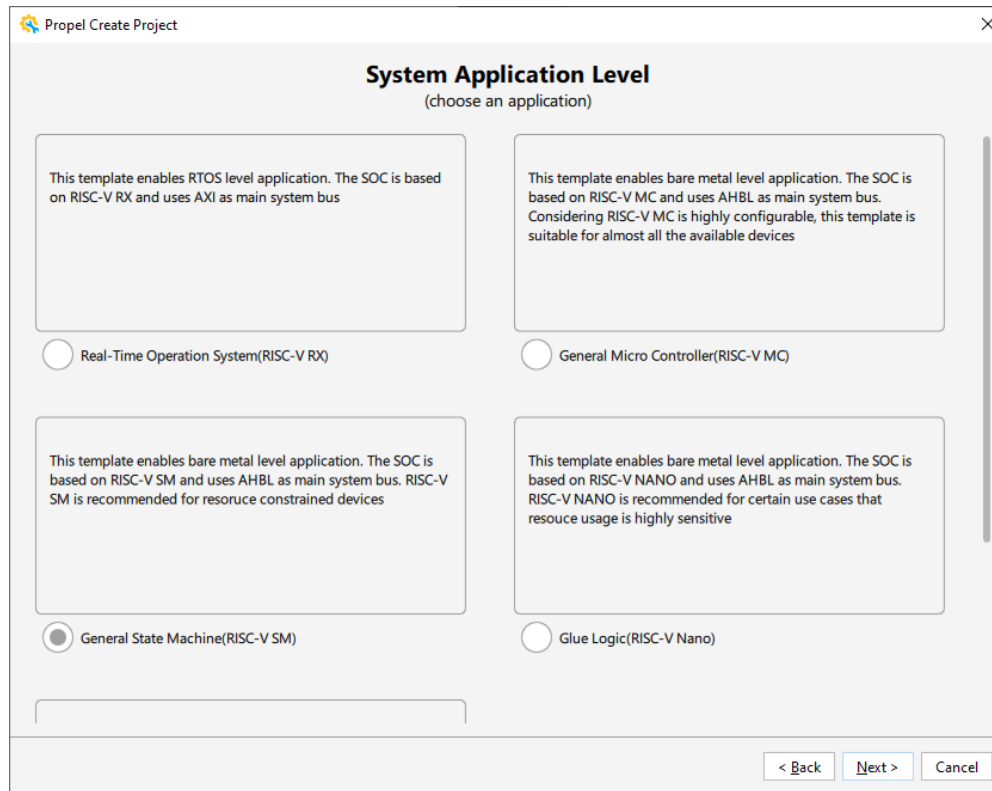 Propel Create Project
System Application Level
(choose an application)
This template enables RTOS level application. The SOC is based
on RISC-V RX and uses AXI as main system bus
Real-Time Operation System(RISC-V RX)
This template enables bare metal level application. The SOC is
based on RISC-V MC and uses AHBL as main system bus.
Considering RISC-V MC is highly configurable, this template is
suitable for almost all the available devices
General Micro Controller(RISC-V MC)
This template enables bare metal level application. The SOC is
based on RISC-V SM and uses AHBL as main system bus. RISC-V
SM is recommended for resoruce constrained devices
General State Machine(RISC-V SM)
This template enables bare metal level application. The SOC is
based on RISC-V NANO and uses AHBL as main system bus.
RISC-V NANO is recommended for certain use cases that
resouce usage is highly sensitive
Glue Logic(RISC-V Nano)
< Back
Next >
Cancel